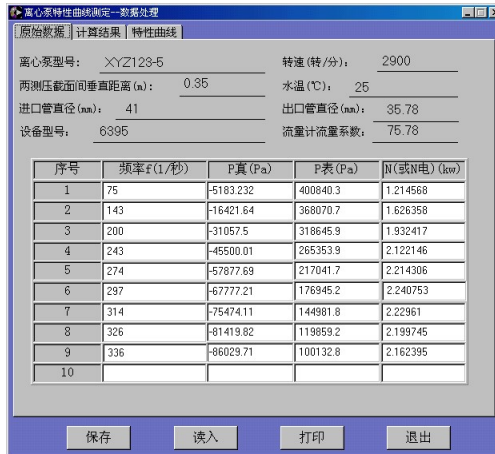 离心泵特性曲线测定--数据处理
原始数据 计算结果 特性曲线
离心泵型号: XYZ123-5 转速(转/分): 2900
两测压截面间垂直距离(m): 0.35 水温(℃): 25
进口管直径(mm): 41 出口管直径(mm): 35.78
设备型号: 6395 流量计流量系数: 75.78
序号 频率f(1/秒) P真(Pa) P表(Pa) N(或N电)(kw)
1 75 -5183.232 400840.3 1.214568
2 143 -16421.64 368070.7 1.626358
3 200 -31057.5 318645.9 1.932417
4 243 -45500.01 265353.9 2.122146
5 274 -57877.69 217041.7 2.214306
6 297 -67777.21 176945.2 2.240753
7 314 -75474.11 144981.8 2.22961
8 326 -81419.82 119859.2 2.199745
9 336 -86029.71 100132.8 2.162395
10
保存 读入 打印 退出